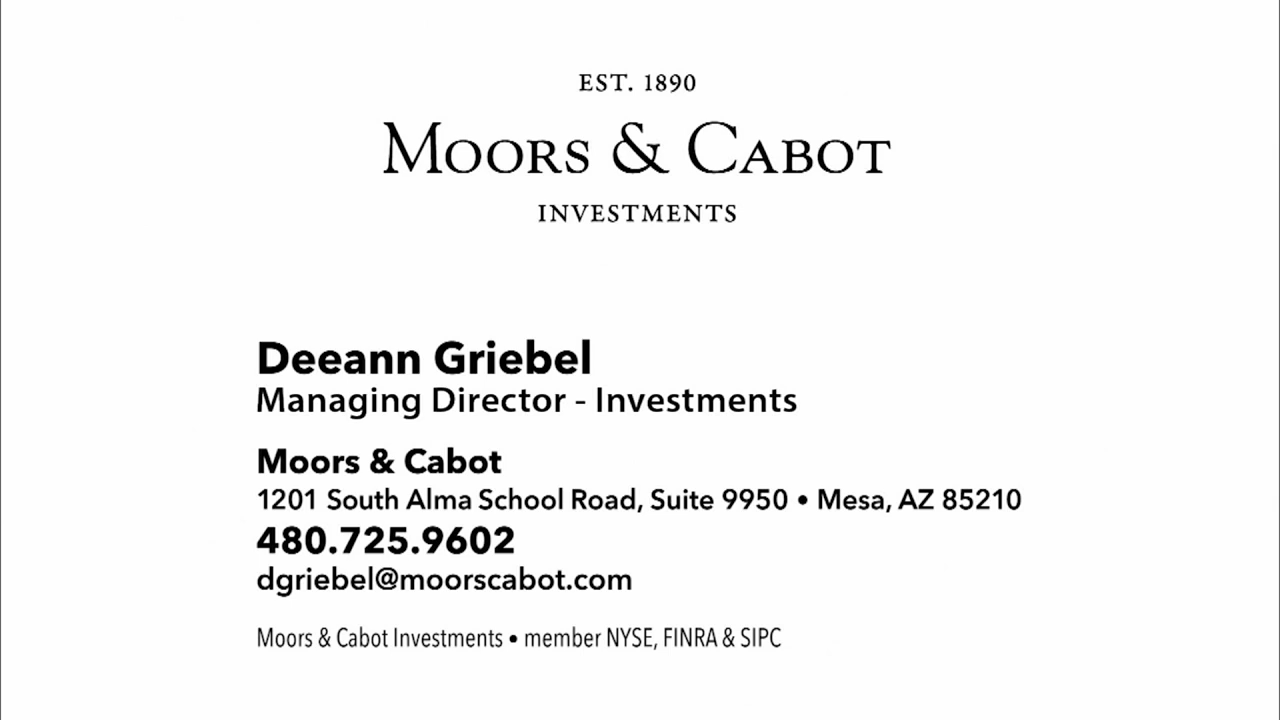 EST. 1890
MOORS & CABOT
INVESTMENTS
Deeann Griebel
Managing Director - Investments
Moors & Cabot
1201 South Alma School Road, Suite 9950 • Mesa, AZ 85210
480.725.9602
dgriebel@moorscabot.com
Moors & Cabot Investments • member NYSE, FINRA & SIPC